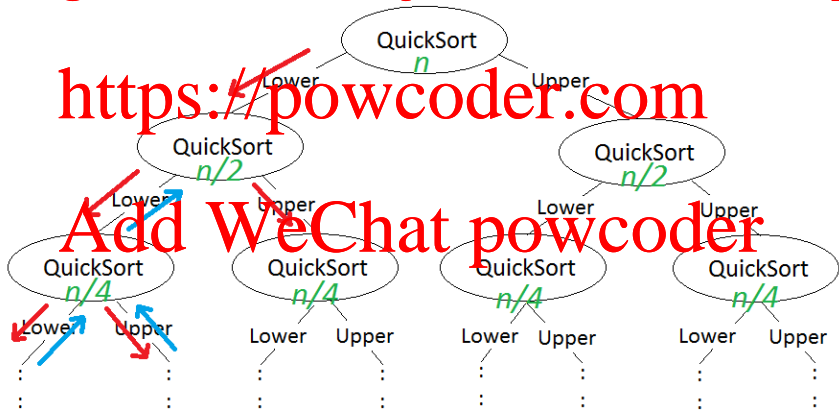 QuickSort
n
Lower Upper
https://powcoder.com
QuickSort QuickSort
n/2 n/2
Lower Upper Lower Upper
Add WeChat powcoder
QuickSort QuickSort QuickSort QuickSort
n/4 n/4 n/4 n/4
Lower Upper Lower Upper Lower Upper Lower Upper
: : : : : : : :
: : : : : : : :